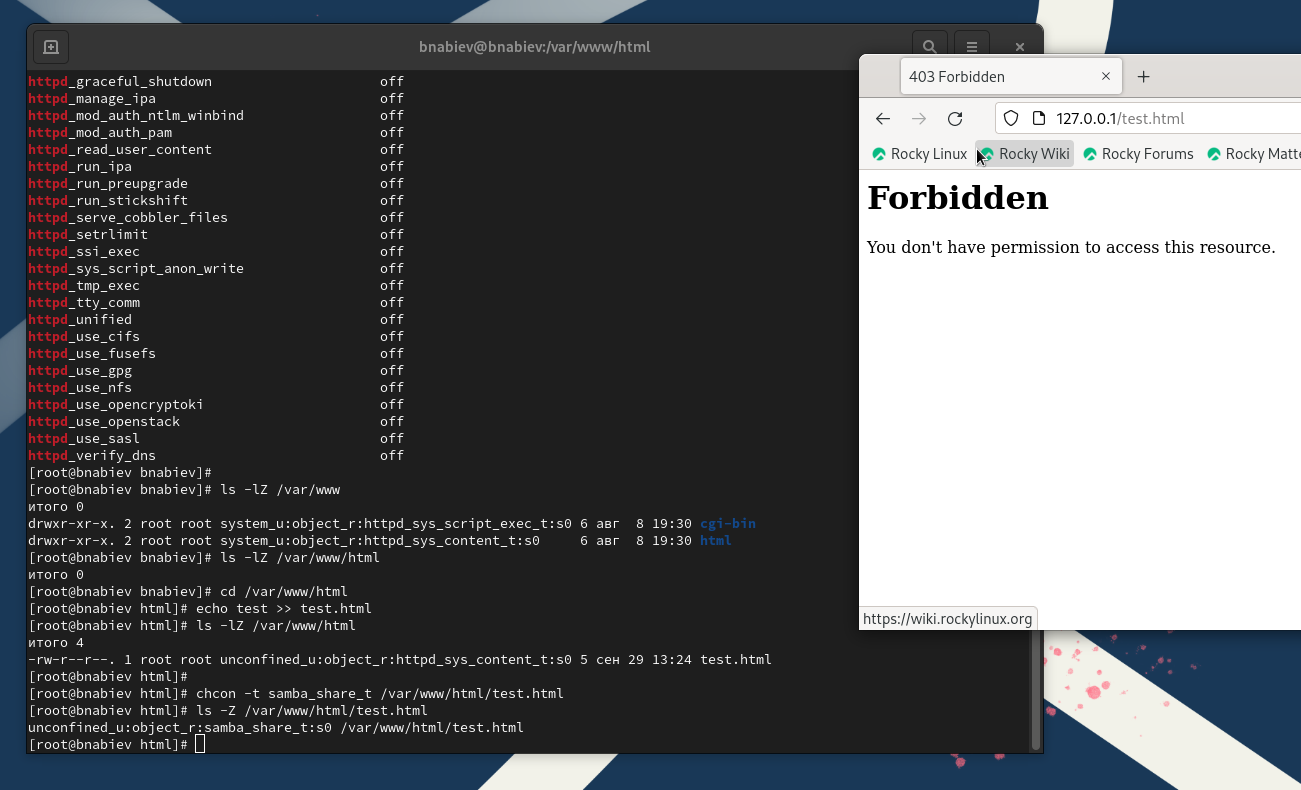 bnabiev@bnabiev:/var/www/html
httpd_graceful_shutdown off
httpd_manage_ipa off
httpd_mod_auth_ntlm_winbind off
httpd_mod_auth_pam off
httpd_read_user_content off
httpd_run_ipa off
httpd_run_preupgrade off
httpd_run_stickshift off
httpd_serve_cobbler_files off
httpd_setrlimit off
httpd_ssi_exec off
httpd_sys_script_anon_write off
httpd_tmp_exec off
httpd_tty_comm off
httpd_unified off
httpd_use_cifs off
httpd_use_fusefs off
httpd_use_gpg off
httpd_use_nfs off
httpd_use_opencryptoki off
httpd_use_openstack off
httpd_use_sasl off
httpd_verify_dns off
[root@bnabiev bnabiev]#
[root@bnabiev bnabiev]# ls -lZ /var/www
итого 0
drwxr-xr-x. 2 root root system_u:object_r:httpd_sys_script_exec_t:s0 6 авг  8 19:30 cgi-bin
drwxr-xr-x. 2 root root system_u:object_r:httpd_sys_content_t:s0     6 авг  8 19:30 html
[root@bnabiev bnabiev]# ls -lZ /var/www/html
итого 0
[root@bnabiev bnabiev]# cd /var/www/html
[root@bnabiev html]# echo test >> test.html
[root@bnabiev html]# ls -lZ /var/www/html
итого 4
-rw-r--r--. 1 root root unconfined_u:object_r:httpd_sys_content_t:s0 5 сен 29 13:24 test.html
[root@bnabiev html]#
[root@bnabiev html]# chcon -t samba_share_t /var/www/html/test.html
[root@bnabiev html]# ls -Z /var/www/html/test.html
unconfined_u:object_r:samba_share_t:s0 /var/www/html/test.html
[root@bnabiev html]#
403 Forbidden
127.0.0.1/test.html
Rocky Linux Rocky Wiki Rocky Forums Rocky Matte
Forbidden
You don't have permission to access this resource.
https://wiki.rockylinux.org